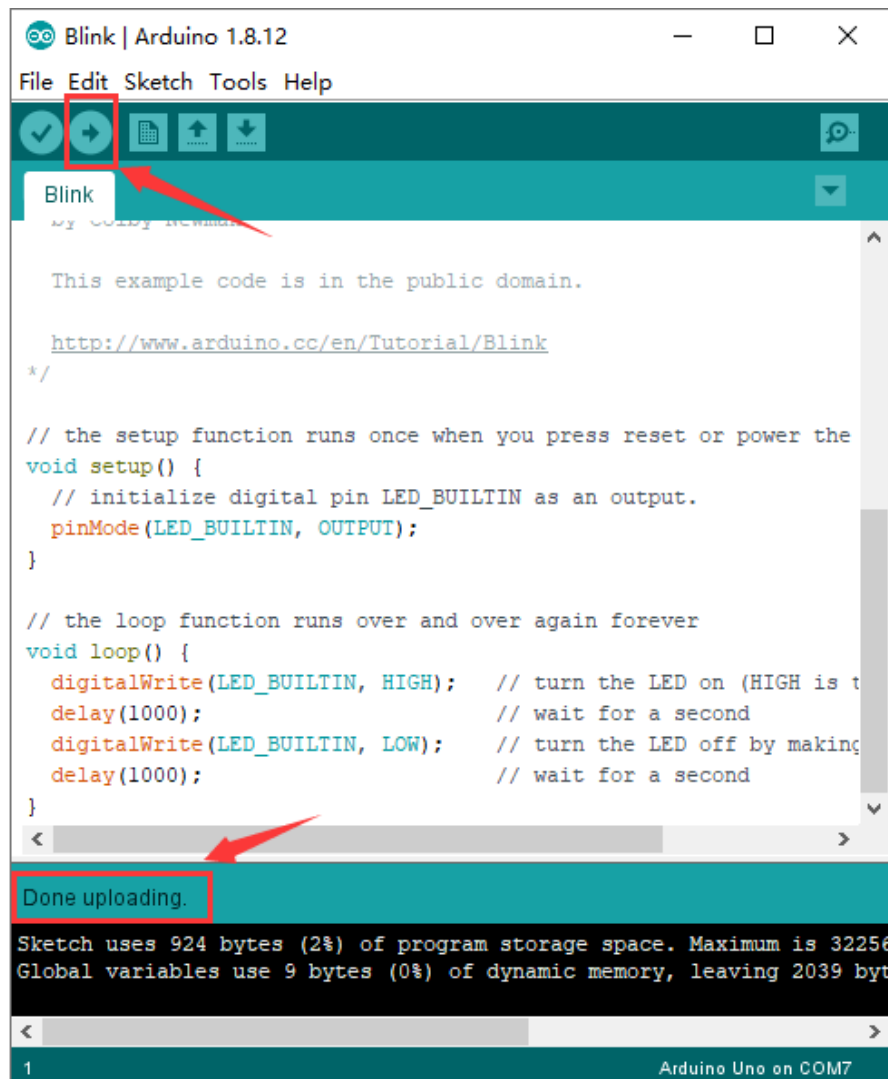 Blink | Arduino 1.8.12
File Edit Sketch Tools Help
Blink
by Colby Newman
This example code is in the public domain.
http://www.arduino.cc/en/Tutorial/Blink
*/
// the setup function runs once when you press reset or power the
void setup() {
// initialize digital pin LED_BUILTIN as an output.
pinMode(LED_BUILTIN, OUTPUT);
}
// the loop function runs over and over again forever
void loop() {
digitalWrite(LED_BUILTIN, HIGH); // turn the LED on (HIGH is t
delay(1000); // wait for a second
digitalWrite(LED_BUILTIN, LOW); // turn the LED off by making
delay(1000); // wait for a second
}
Done uploading.
Sketch uses 924 bytes (2%) of program storage space. Maximum is 32256
Global variables use 9 bytes (0%) of dynamic memory, leaving 2039 byt
1
Arduino Uno on COM7